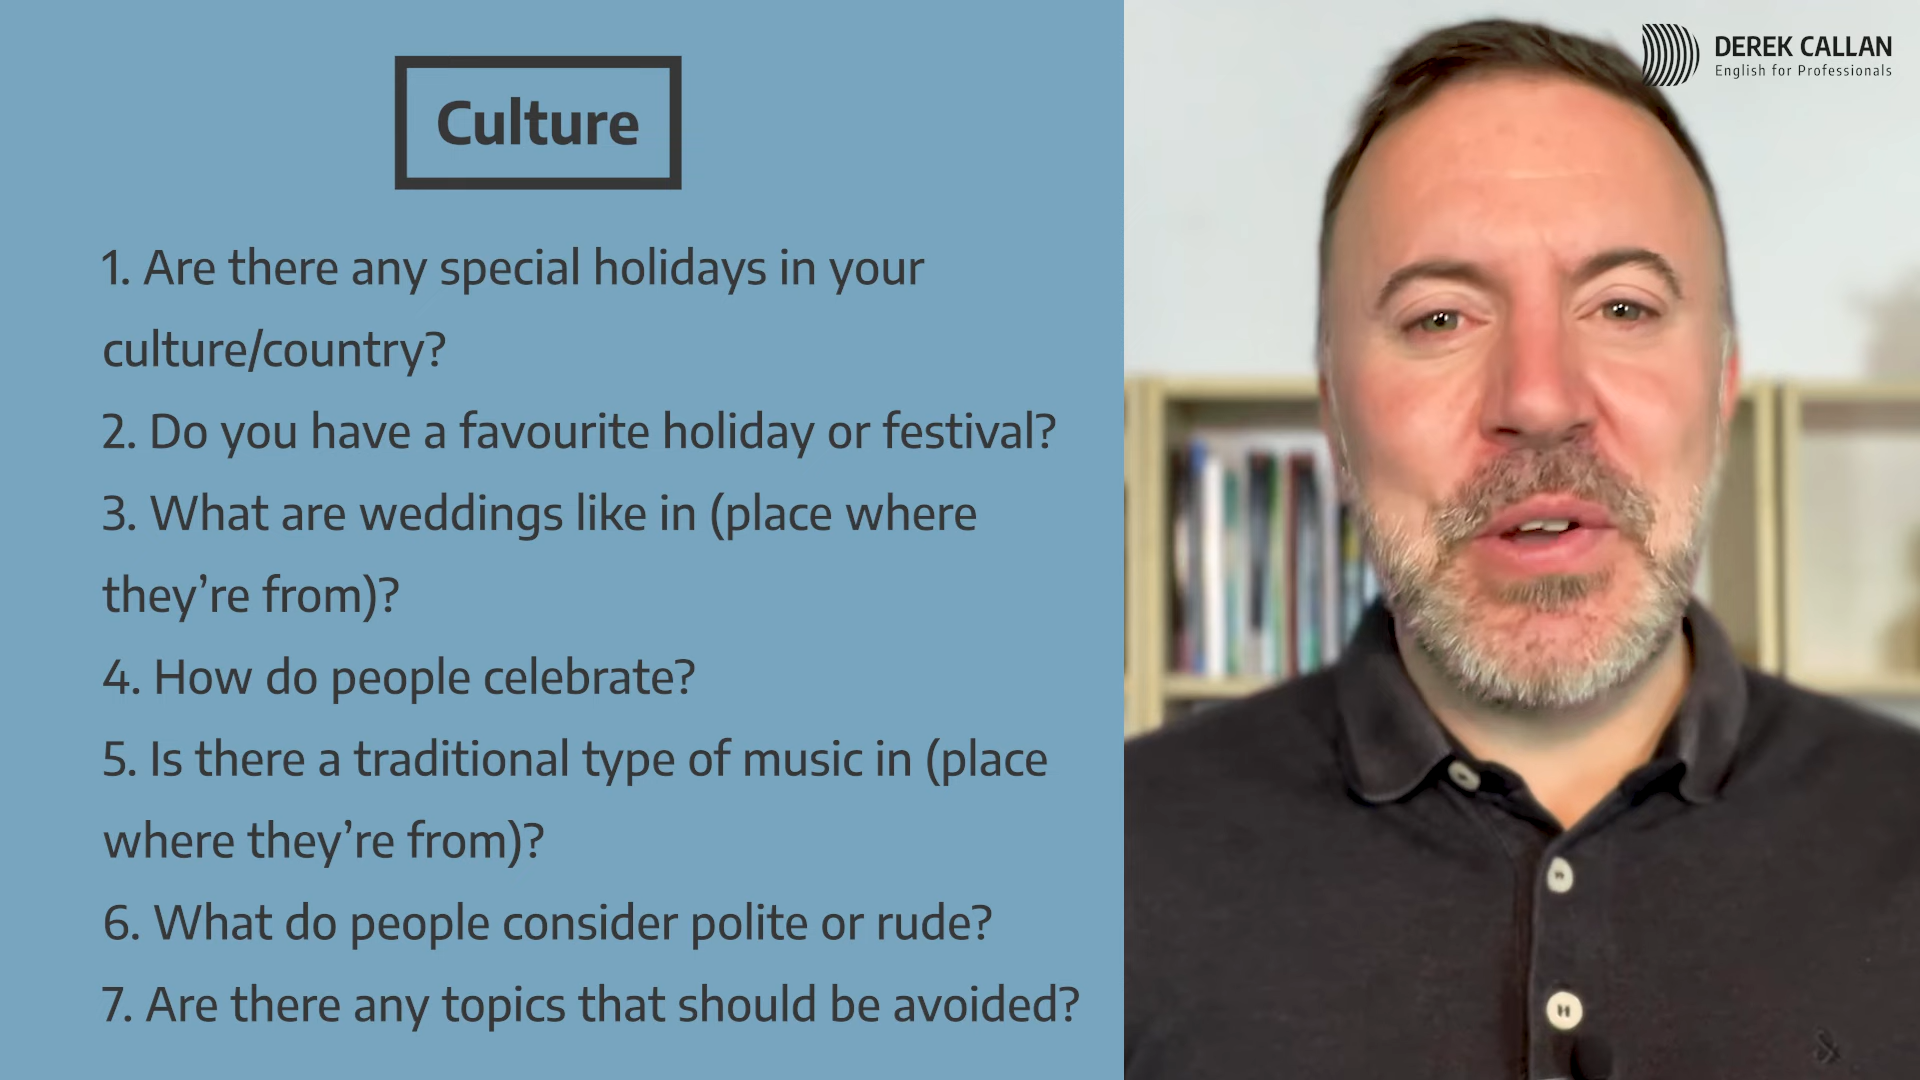 Culture
1. Are there any special holidays in your
culture/country?
2. Do you have a favourite holiday or festival?
3. What are weddings like in (place where
they’re from)?
4. How do people celebrate?
5. Is there a traditional type of music in (place
where they’re from)?
6. What do people consider polite or rude?
7. Are there any topics that should be avoided?
DEREK CALLAN
English for Professionals